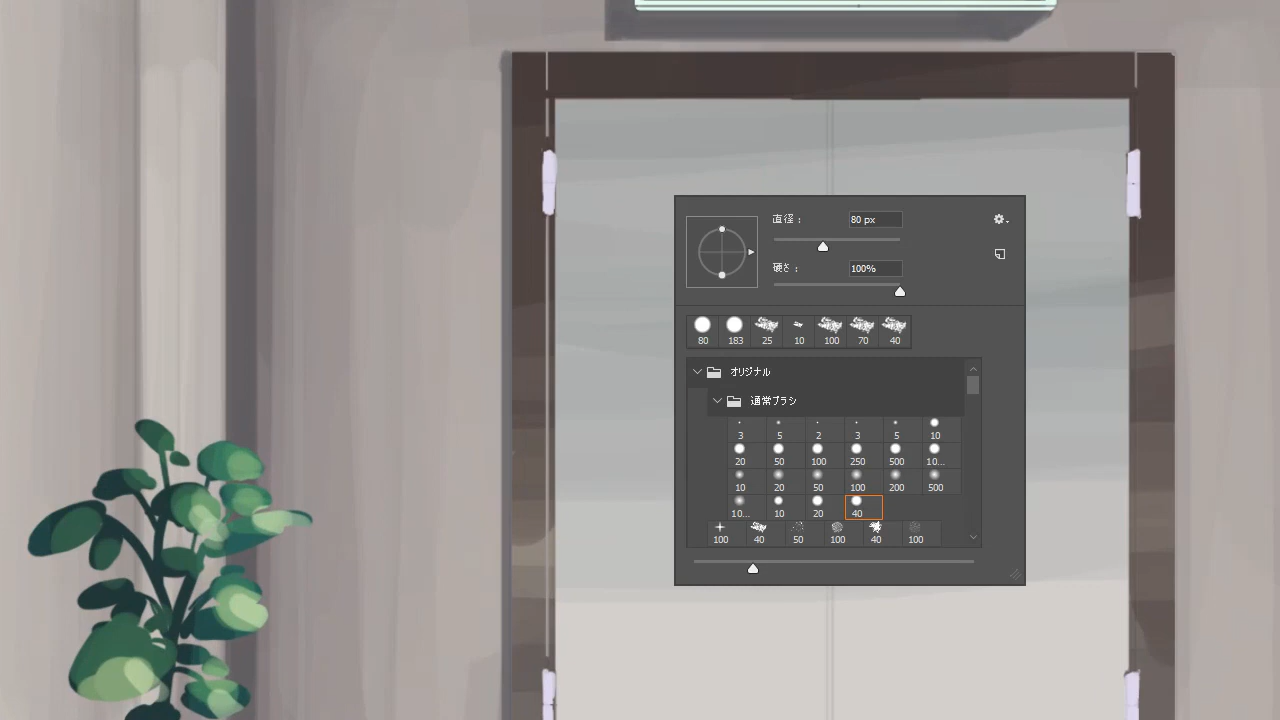 直径 : 80 px
硬さ : 100%
80 183 25 10 100 70 40
オリジナル
通常ブラシ
3 5 2 3 5 10
20 50 100 250 500 10...
10 20 50 100 200 500
10... 10 20 40
100 40 50 100 40 100